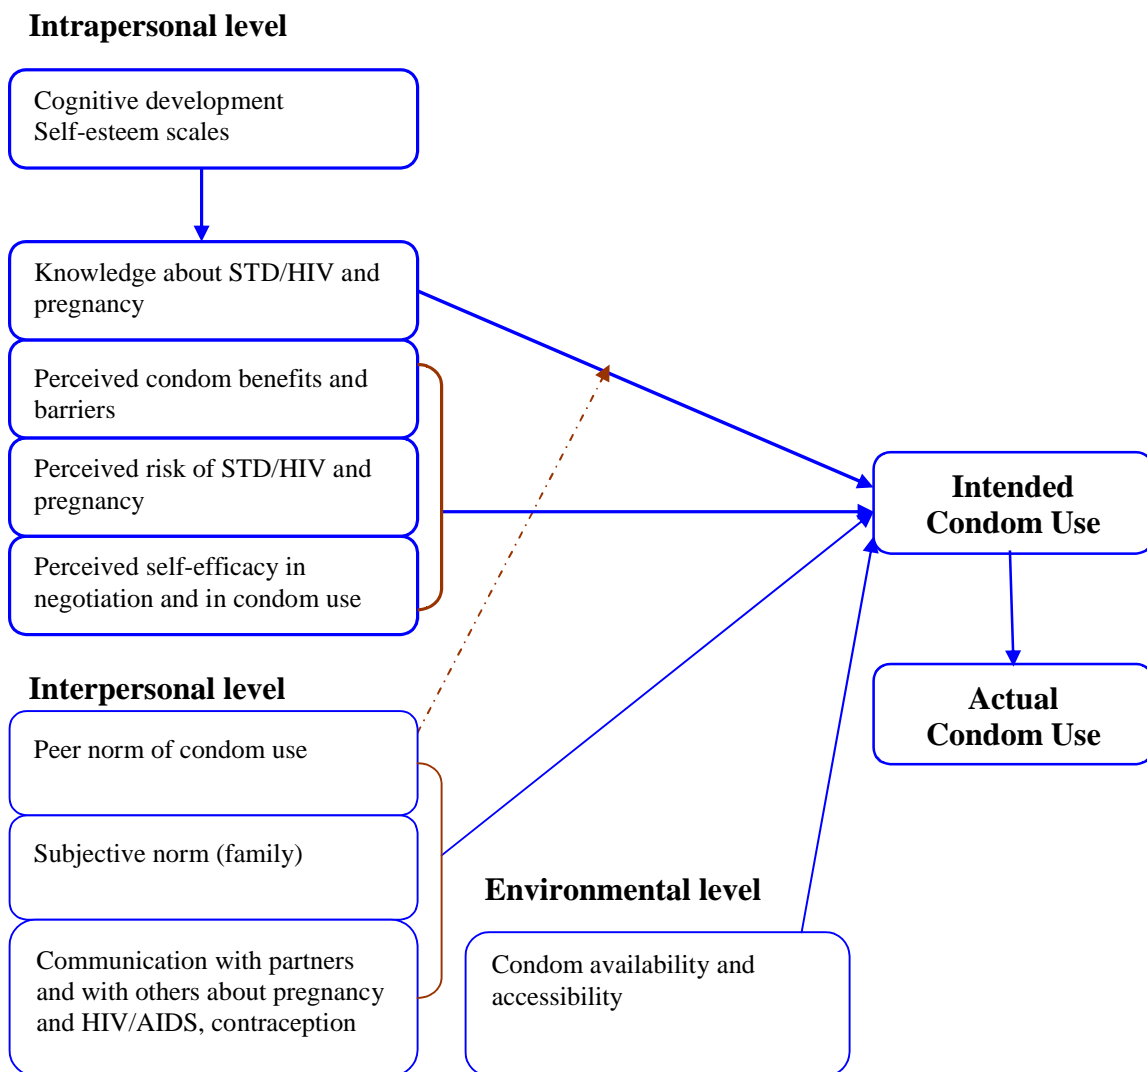 Intrapersonal level
Cognitive development
Self-esteem scales
Knowledge about STD/HIV and
pregnancy
Perceived condom benefits and
barriers
Perceived risk of STD/HIV and
pregnancy
Perceived self-efficacy in
negotiation and in condom use
Intended
Condom Use
Actual
Condom Use
Interpersonal level
Peer norm of condom use
Subjective norm (family)
Communication with partners
and with others about pregnancy
and HIV/AIDS, contraception
Environmental level
Condom availability and
accessibility